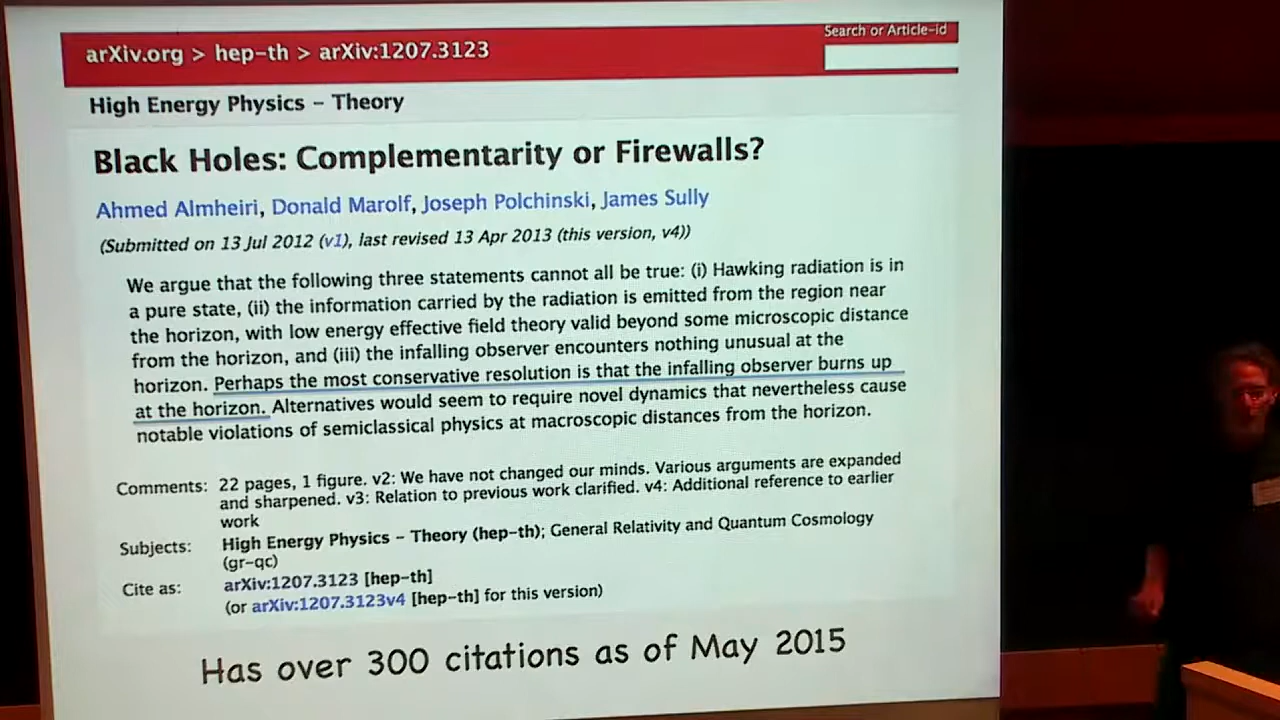 arXiv.org > hep-th > arXiv:1207.3123
Search or Article-id
High Energy Physics – Theory
Black Holes: Complementarity or Firewalls?
Ahmed Almheiri, Donald Marolf, Joseph Polchinski, James Sully
(Submitted on 13 Jul 2012 (v1), last revised 13 Apr 2013 (this version, v4))
We argue that the following three statements cannot all be true: (i) Hawking radiation is in
a pure state, (ii) the information carried by the radiation is emitted from the region near
the horizon, with low energy effective field theory valid beyond some microscopic distance
from the horizon, and (iii) the infalling observer encounters nothing unusual at the
horizon. Perhaps the most conservative resolution is that the infalling observer burns up
at the horizon. Alternatives would seem to require novel dynamics that nevertheless cause
notable violations of semiclassical physics at macroscopic distances from the horizon.
Comments: 22 pages, 1 figure. v2: We have not changed our minds. Various arguments are expanded
and sharpened. v3: Relation to previous work clarified. v4: Additional reference to earlier
work
Subjects: High Energy Physics – Theory (hep-th); General Relativity and Quantum Cosmology
(gr-qc)
Cite as: arXiv:1207.3123 [hep-th]
(or arXiv:1207.3123v4 [hep-th] for this version)
Has over 300 citations as of May 2015